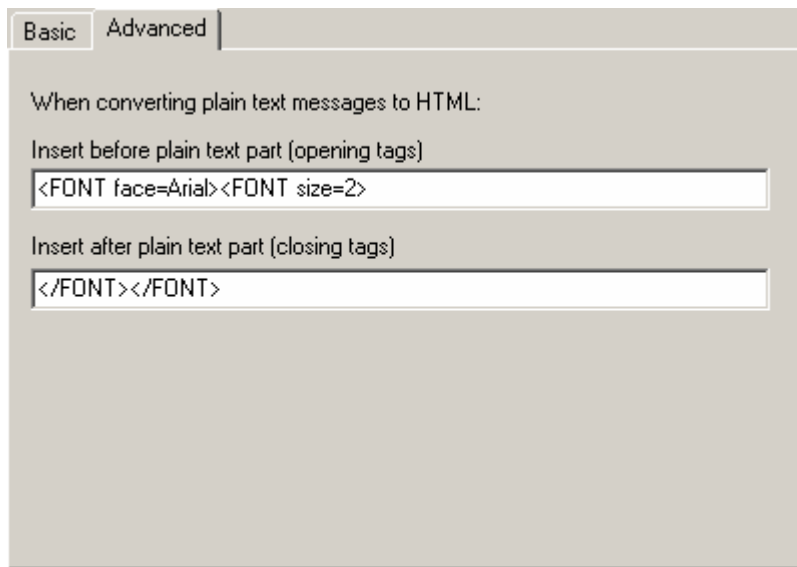 Basic Advanced
When converting plain text messages to HTML:
Insert before plain text part (opening tags)
<FONT face=Arial><FONT size=2>
Insert after plain text part (closing tags)
</FONT></FONT>